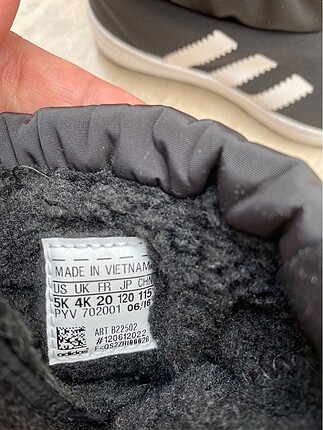 MADE IN VIETNAM
US UK FR JP CHN
5K 4K 20 120 115
PYV 702001 06/18
ART B22502
#120612022
adidas